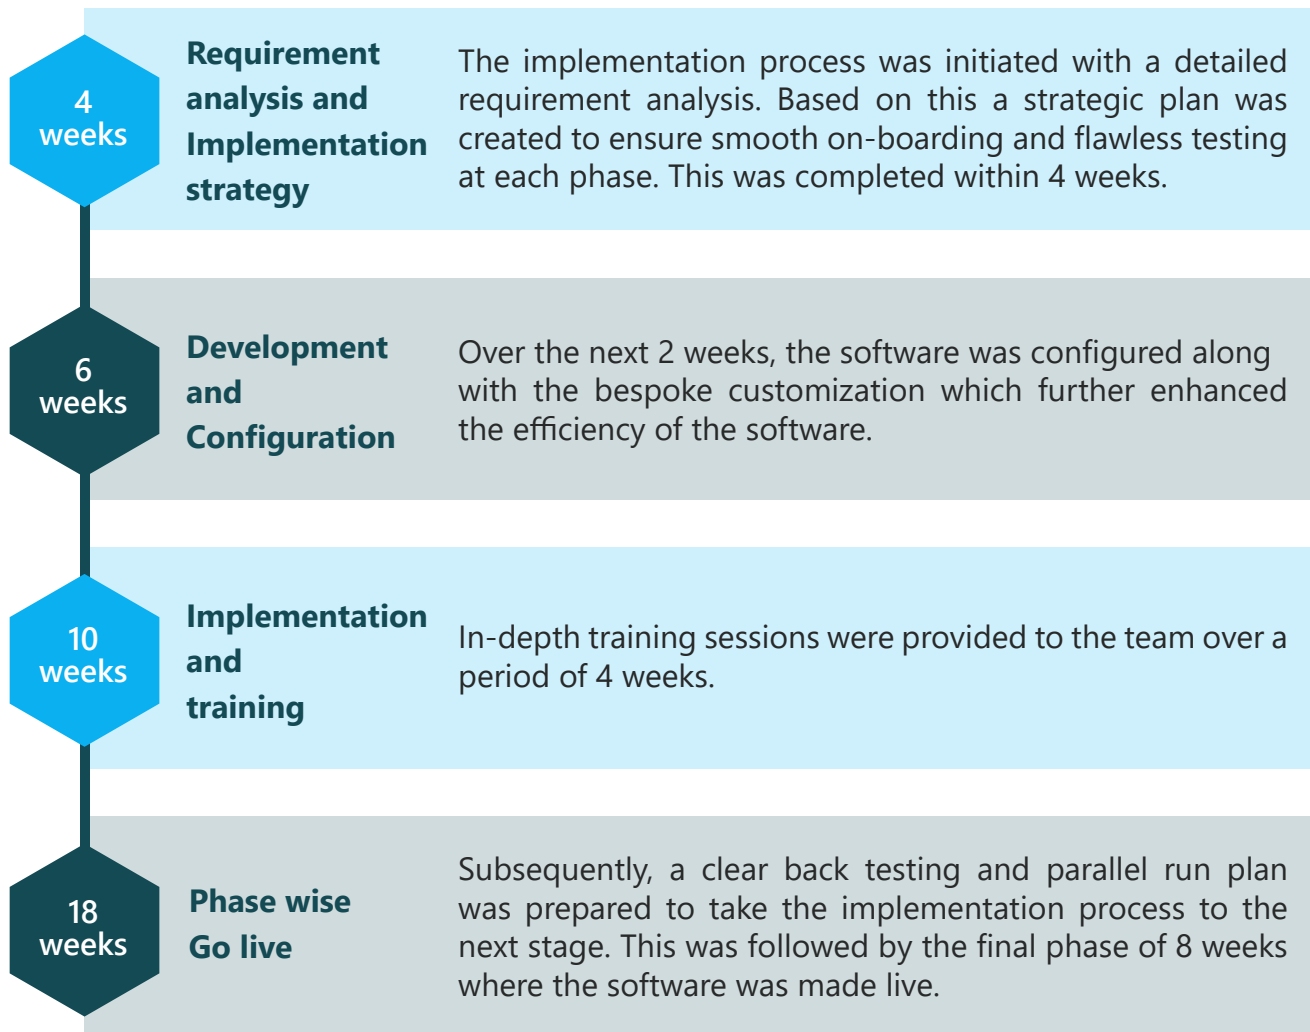 4
weeks
Requirement
analysis and
Implementation
strategy
The implementation process was initiated with a detailed
requirement analysis. Based on this a strategic plan was
created to ensure smooth on-boarding and flawless testing
at each phase. This was completed within 4 weeks.
6
weeks
Development
and
Configuration
Over the next 2 weeks, the software was configured along
with the bespoke customization which further enhanced
the efficiency of the software.
10
weeks
Implementation
and
training
In-depth training sessions were provided to the team over a
period of 4 weeks.
18
weeks
Phase wise
Go live
Subsequently, a clear back testing and parallel run plan
was prepared to take the implementation process to the
next stage. This was followed by the final phase of 8 weeks
where the software was made live.